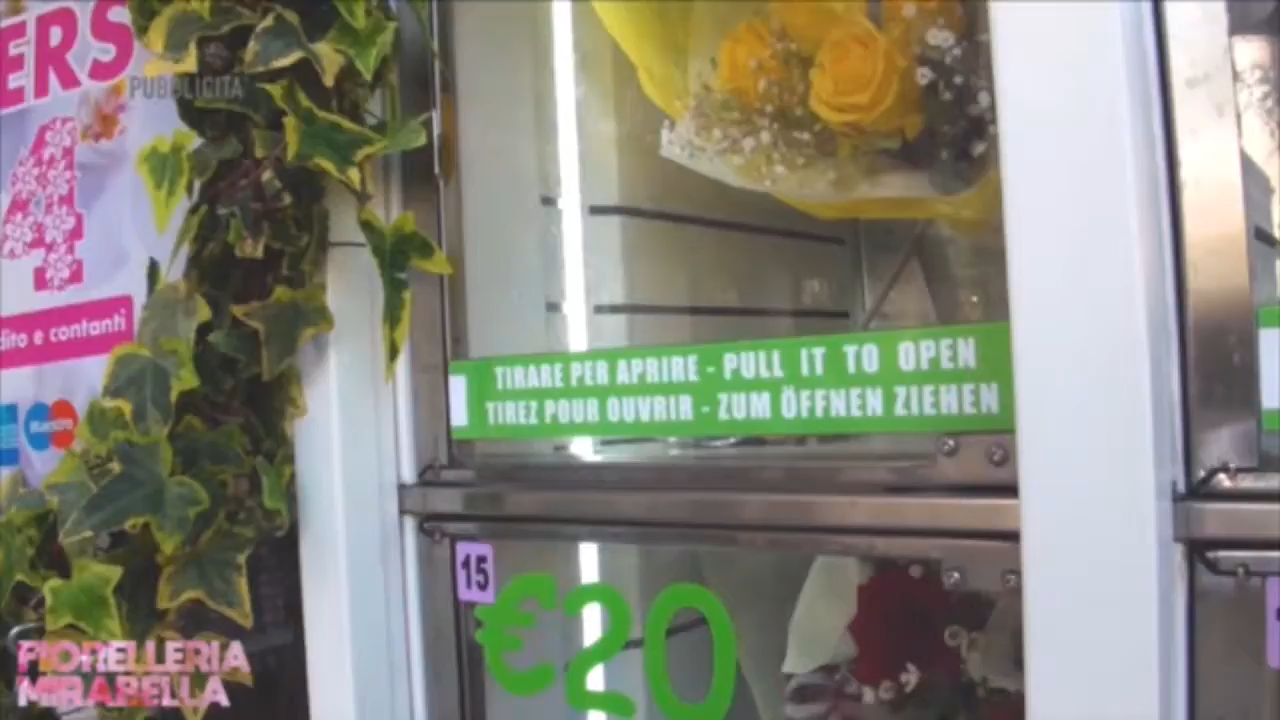 ERS
PUBBLICITÀ
4
dito e contanti
Maestro
TIRARE PER APRIRE - PULL IT TO OPEN
TIREZ POUR OUVRIR - ZUM ÖFFNEN ZIEHEN
15
€20
FIORELLERIA
MIRABELLA